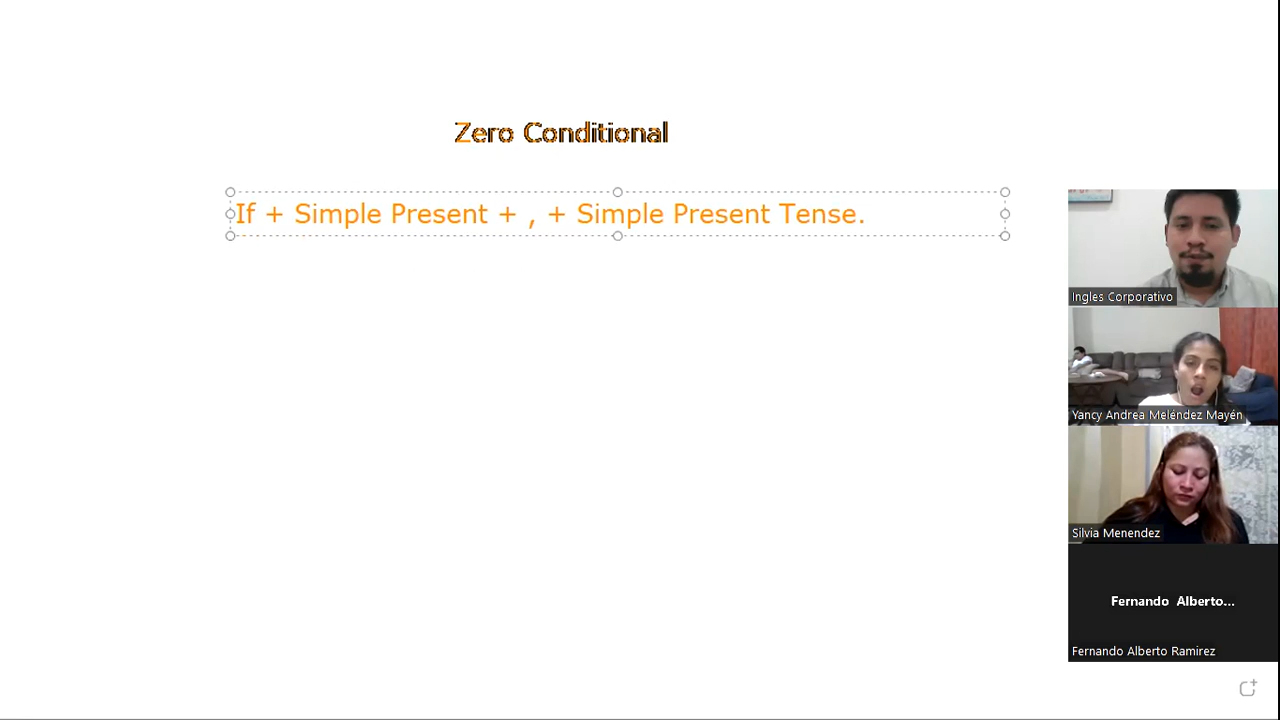 Zero Conditional
If + Simple Present + , + Simple Present Tense.
Ingles Corporativo
Yancy Andrea Meléndez Mayén
Silvia Menendez
Fernando Alberto...
Fernando Alberto Ramirez